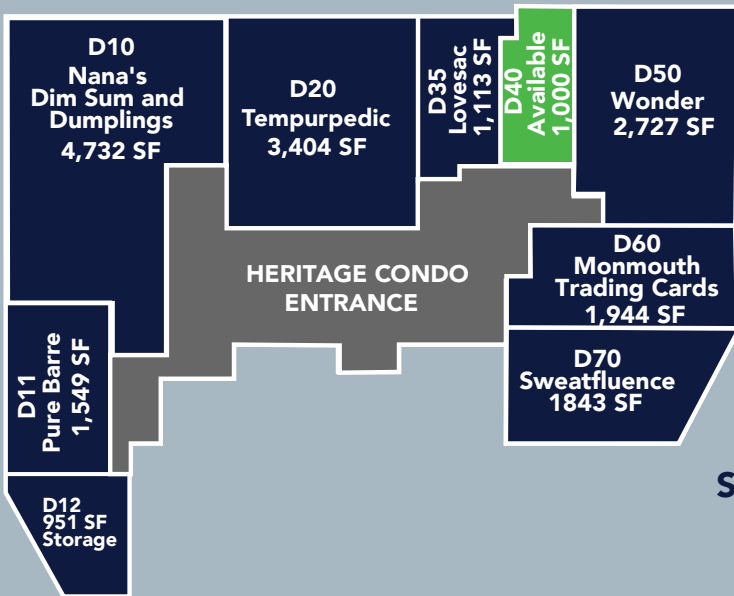 D10
Nana's
Dim Sum and
Dumplings
4,732 SF
D20
Tempurpedic
3,404 SF
D35
Lovesac
1,113 SF
D40
Available
1,000 SF
D50
Wonder
2,727 SF
HERITAGE CONDO
ENTRANCE
D60
Monmouth
Trading Cards
1,944 SF
D11
Pure Barre
1,549 SF
D70
Sweatfluence
1843 SF
D12
951 SF
Storage
S